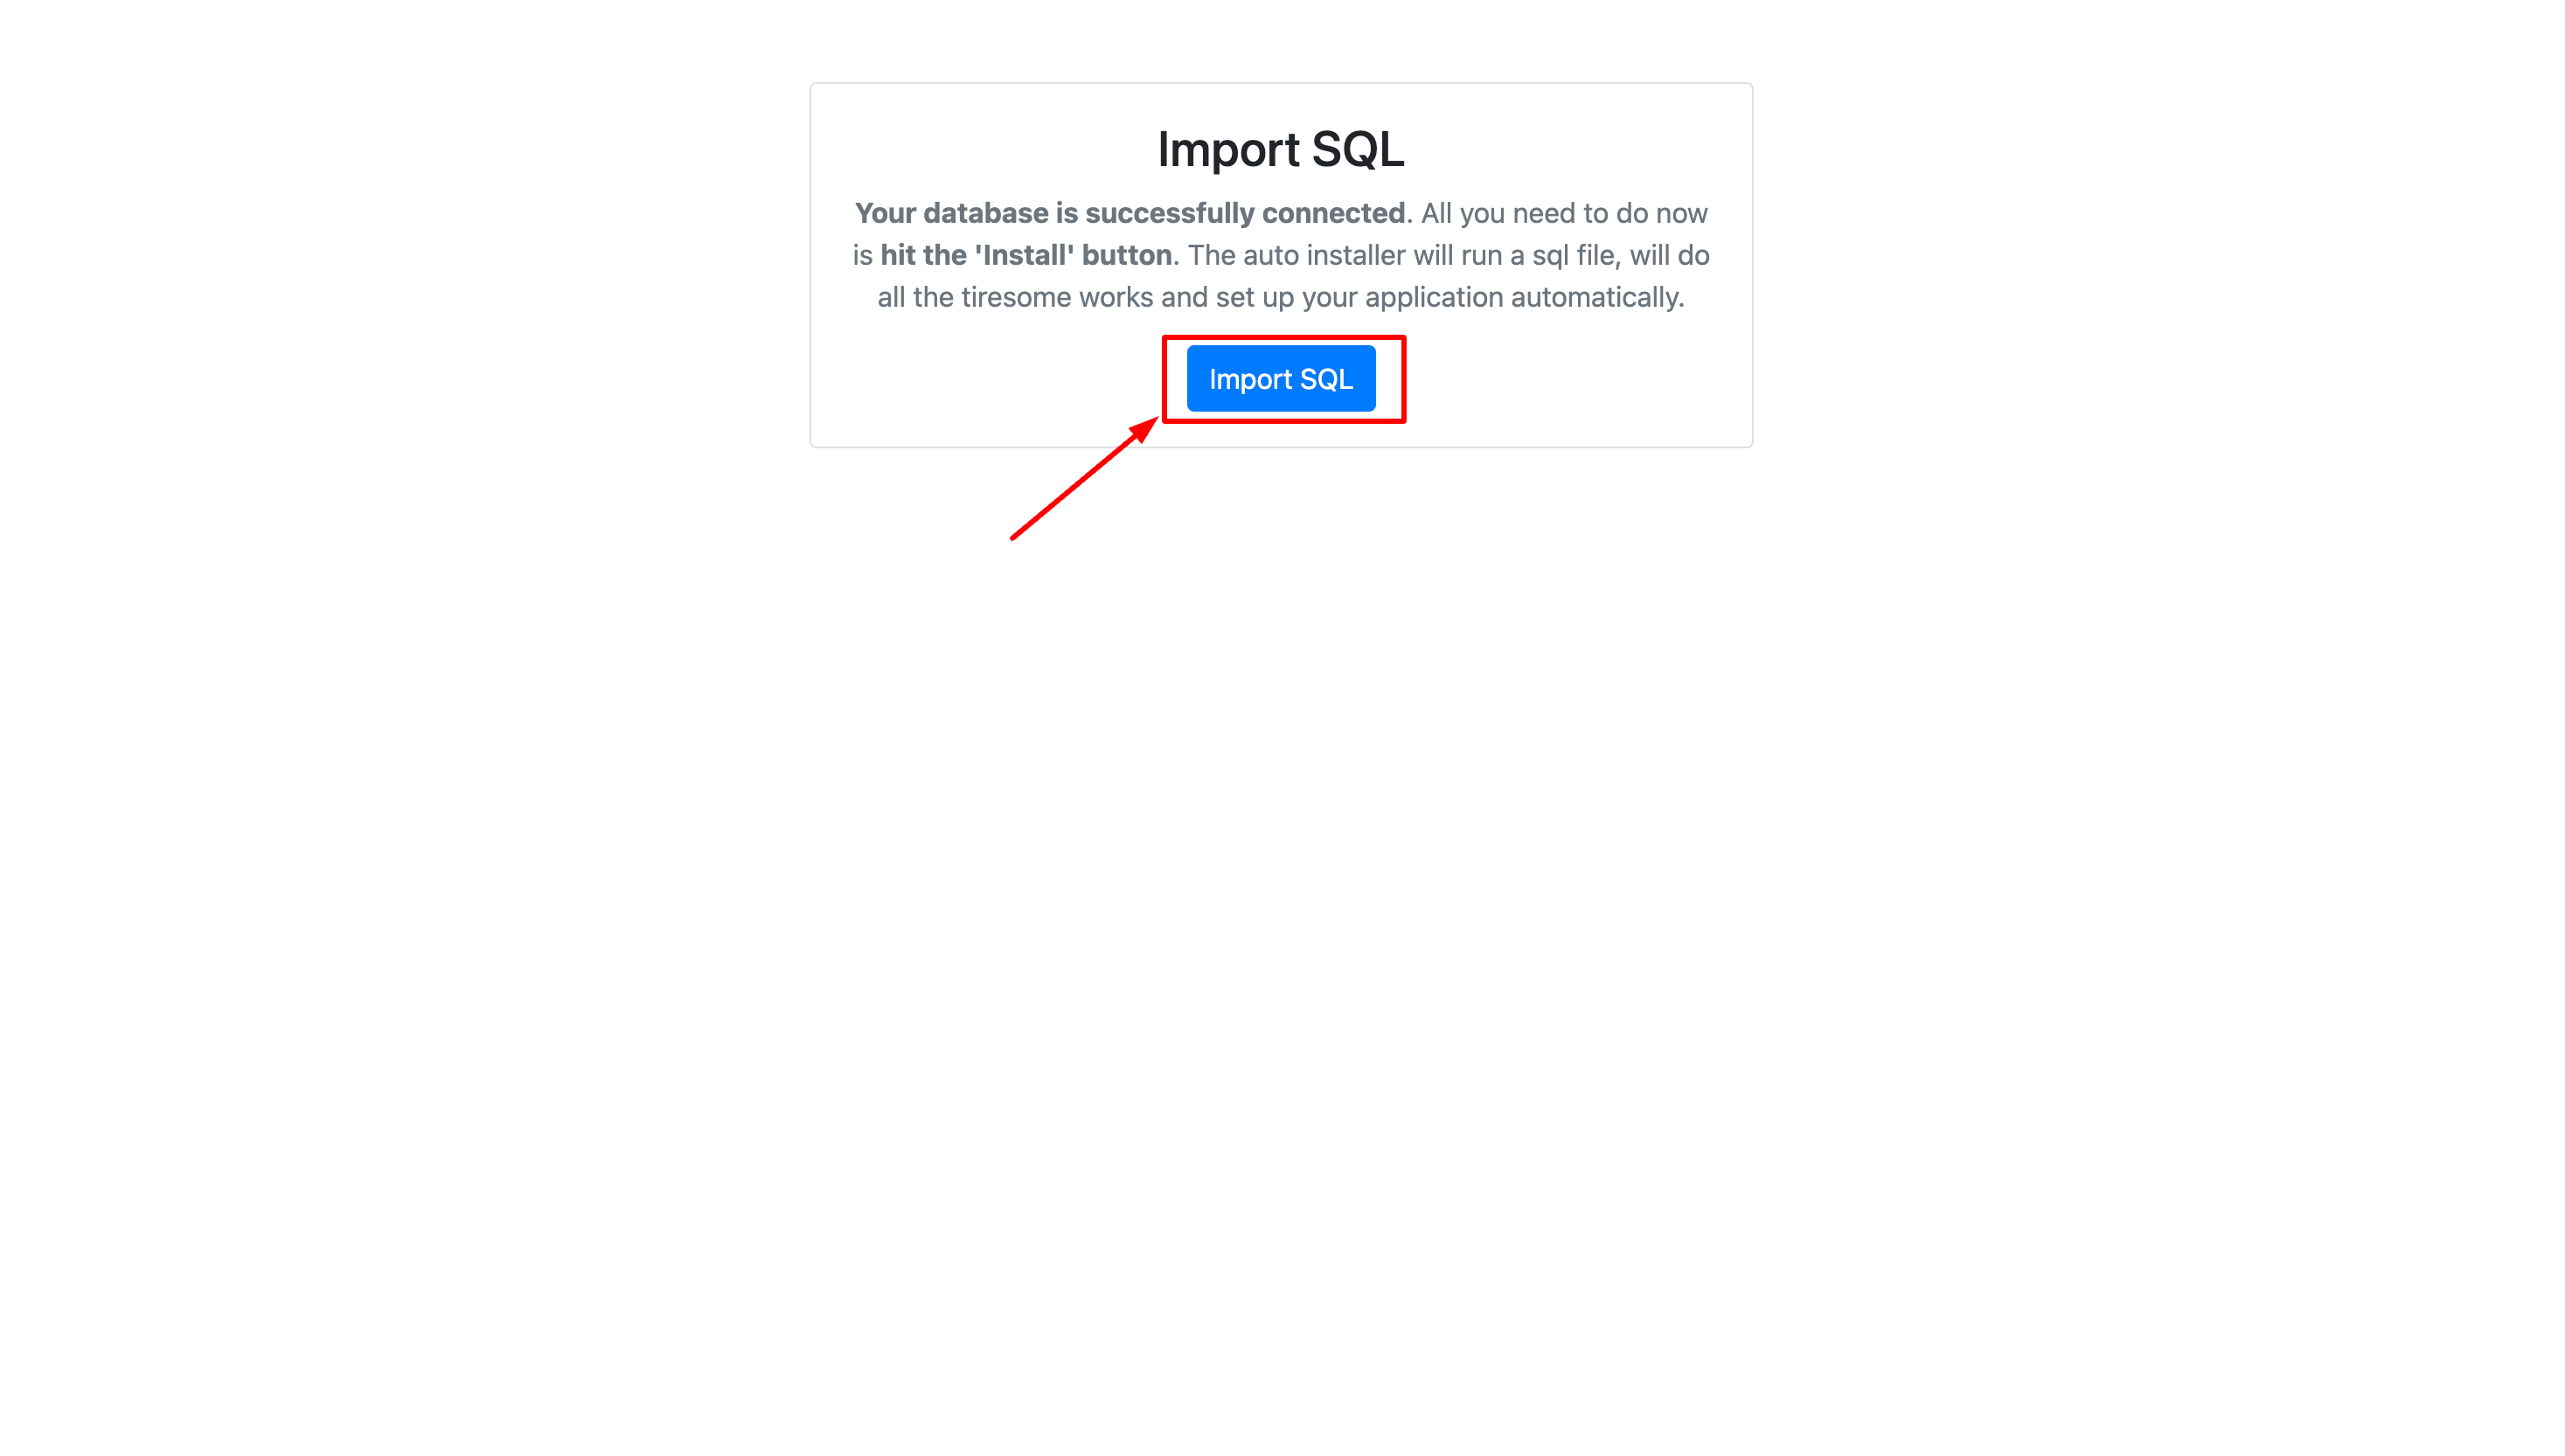 Import SQL
Your database is successfully connected. All you need to do now
is hit the 'Install' button. The auto installer will run a sql file, will do
all the tiresome works and set up your application automatically.
Import SQL